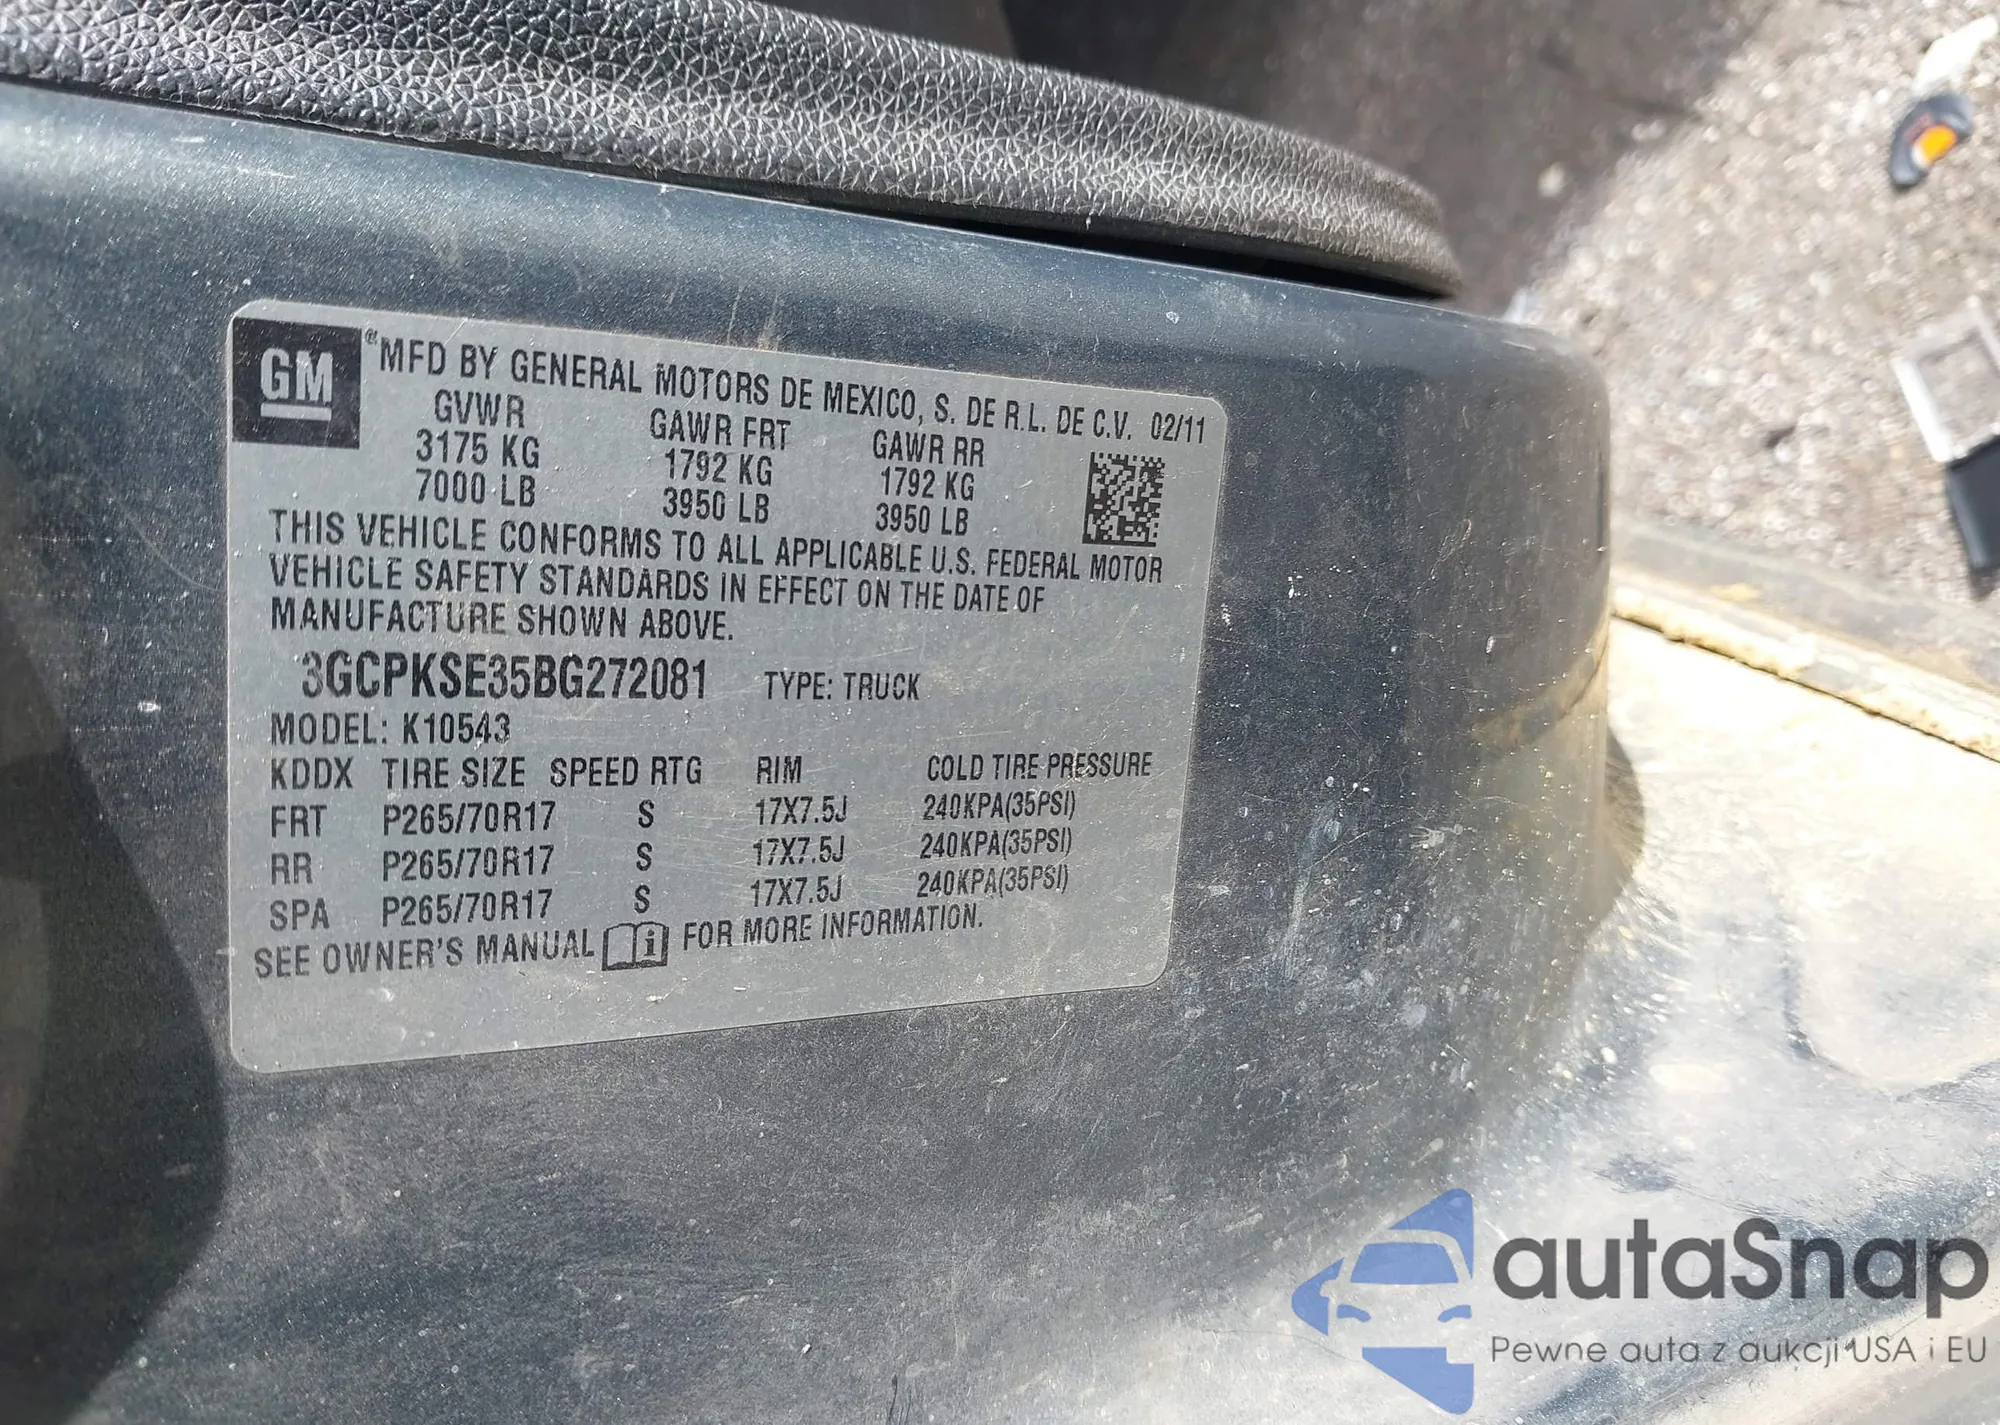 GM
®MFD BY GENERAL MOTORS DE MEXICO, S. DE R.L. DE C.V. 02/11
GVWR GAWR FRT GAWR RR
3175 KG 1792 KG 1792 KG
7000 LB 3950 LB 3950 LB
THIS VEHICLE CONFORMS TO ALL APPLICABLE U.S. FEDERAL MOTOR
VEHICLE SAFETY STANDARDS IN EFFECT ON THE DATE OF
MANUFACTURE SHOWN ABOVE.
3GCPKSE35BG272081 TYPE: TRUCK
MODEL: K10543
KDDX TIRE SIZE SPEED RTG RIM COLD TIRE PRESSURE
FRT P265/70R17 S 17X7.5J 240KPA(35PSI)
RR P265/70R17 S 17X7.5J 240KPA(35PSI)
SPA P265/70R17 S 17X7.5J 240KPA(35PSI)
SEE OWNER'S MANUAL i FOR MORE INFORMATION.
autaSnap
Pewne auta z aukcji USA i EU